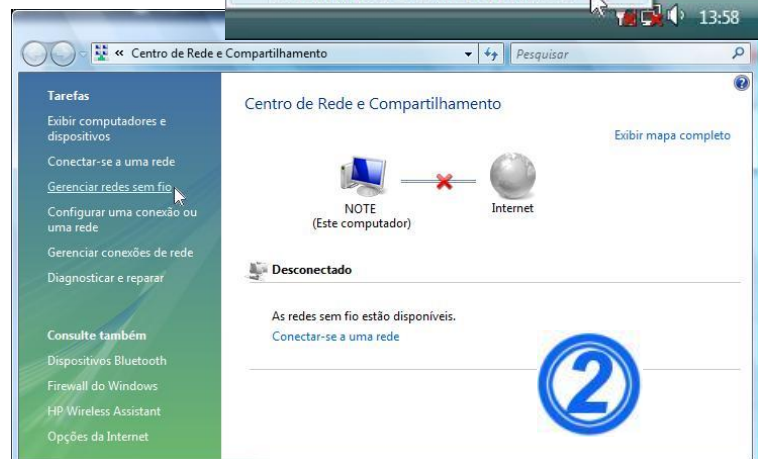 13:58
« Centro de Rede e Compartilhamento
Pesquisar
Tarefas
Exibir computadores e
dispositivos
Conectar-se a uma rede
Gerenciar redes sem fio
Configurar uma conexão ou
uma rede
Gerenciar conexões de rede
Diagnosticar e reparar
Consulte também
Dispositivos Bluetooth
Firewall do Windows
HP Wireless Assistant
Opções da Internet
Centro de Rede e Compartilhamento
Exibir mapa completo
NOTE
(Este computador)
Internet
Desconectado
As redes sem fio estão disponíveis.
Conectar-se a uma rede
2